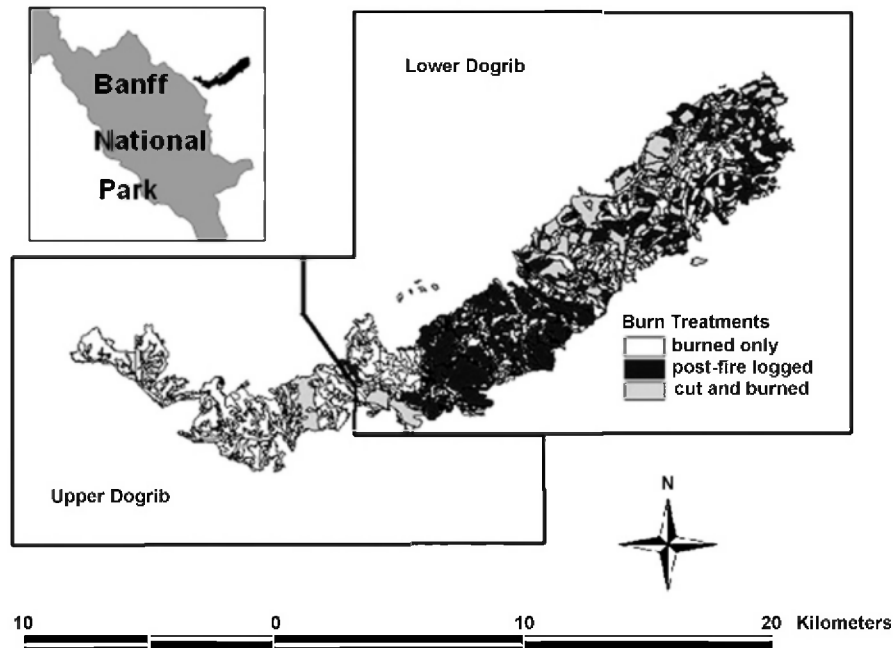 Banff
National
Park
Lower Dogrib
Burn Treatments
burned only
post-fire logged
cut and burned
Upper Dogrib
N
10 0 10 20 Kilometers